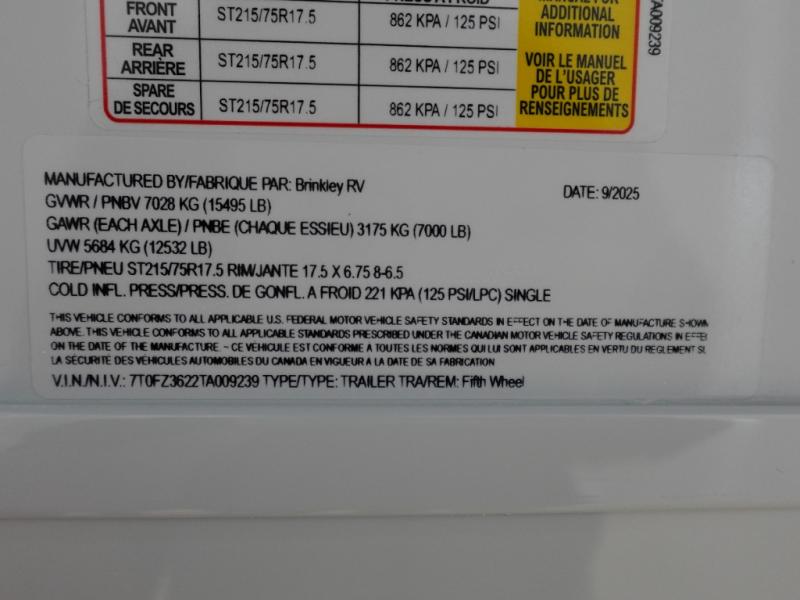 FRONT
AVANT
ST215/75R17.5
862 KPA / 125 PSI
REAR
ARRIÈRE
ST215/75R17.5
862 KPA / 125 PSI
SPARE
DE SECOURS
ST215/75R17.5
862 KPA / 125 PSI
MANUAL FOR
ADDITIONAL
INFORMATION
VOIR LE MANUEL
DE L'USAGER
POUR PLUS DE
RENSEIGNEMENTS
TA009239
MANUFACTURED BY/FABRIQUE PAR: Brinkley RV
DATE: 9/2025
GVWR / PNBV 7028 KG (15495 LB)
GAWR (EACH AXLE) / PNBE (CHAQUE ESSIEU) 3175 KG (7000 LB)
UVW 5684 KG (12532 LB)
TIRE/PNEU ST215/75R17.5 RIM/JANTE 17.5 X 6.75 8-6.5
COLD INFL. PRESS/PRESS. DE GONFL. A FROID 221 KPA (125 PSI/LPC) SINGLE
THIS VEHICLE CONFORMS TO ALL APPLICABLE U.S. FEDERAL MOTOR VEHICLE SAFETY STANDARDS IN EFFECT ON THE DATE OF MANUFACTURE SHOWN
ABOVE. THIS VEHICLE CONFORMS TO ALL APPLICABLE STANDARDS PRESCRIBED UNDER THE CANADIAN MOTOR VEHICLE SAFETY REGULATIONS IN EFFE
ON THE DATE OF THE MANUFACTURE. ~ CE VEHICULE EST CONFORME A TOUTES LES NORMES QUI LUI SONT APPLICABLES EN VERTU DU REGLEMENT SU
LA SÉCURITÉ DES VÉHICULES AUTOMOBILES DU CANADA EN VIGUEUR A LA DATE DE SA FABRICATION
V.I.N./N.I.V.: 7T0FZ3622TA009239 TYPE/TYPE: TRAILER TRA/REM: Fifth Wheel